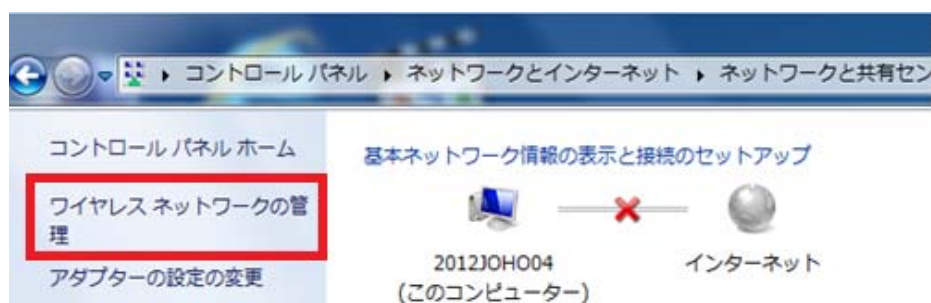 コントロール パネル ▸ ネットワークとインターネット ▸ ネットワークと共有セン
コントロール パネル ホーム
ワイヤレス ネットワークの管
理
アダプターの設定の変更
基本ネットワーク情報の表示と接続のセットアップ
2012JOHO04
(このコンピューター)
インターネット